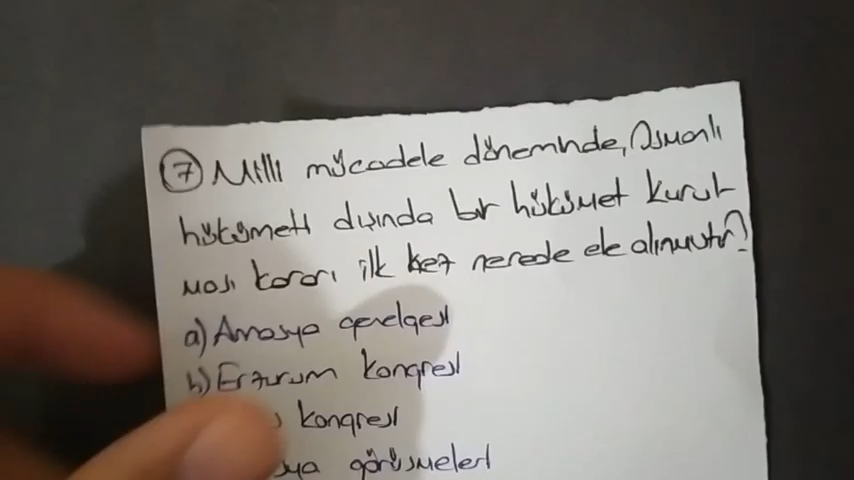 7 Milli mücadele döneminde, Osmanlı
hükümeti dışında bir hükümet kurul-
ması kararı ilk kez nerede ele alınmıştır?
a) Amasya genelgesi
b) Erzurum kongresi
kongresi
görüşmeleri